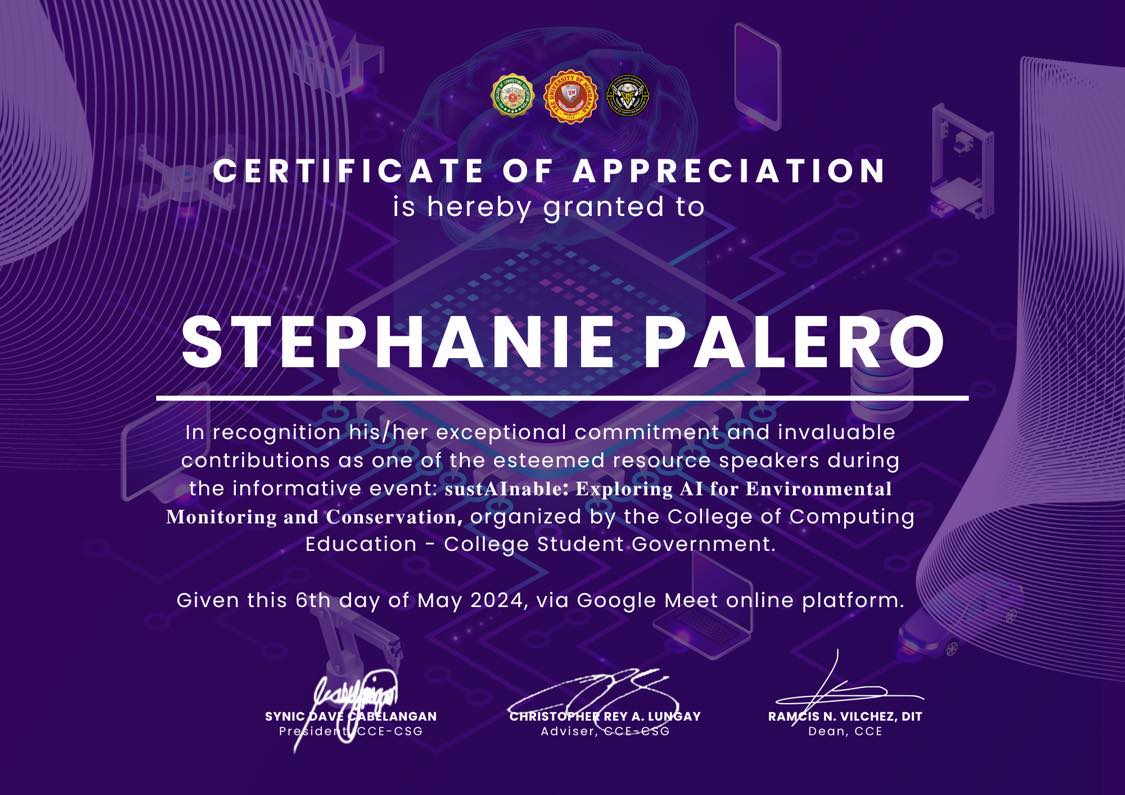 CERTIFICATE OF APPRECIATION
is hereby granted to
STEPHANIE PALERO
In recognition his/her exceptional commitment and invaluable
contributions as one of the esteemed resource speakers during
the informative event: sustAInable: Exploring AI for Environmental
Monitoring and Conservation, organized by the College of Computing
Education - College Student Government.
Given this 6th day of May 2024, via Google Meet online platform.
SYNIC DAVE CABELANGAN
President, CCE-CSG
CHRISTOPHER REY A. LUNGAY
Adviser, CCE-CSG
RAMCIS N. VILCHEZ, DIT
Dean, CCE